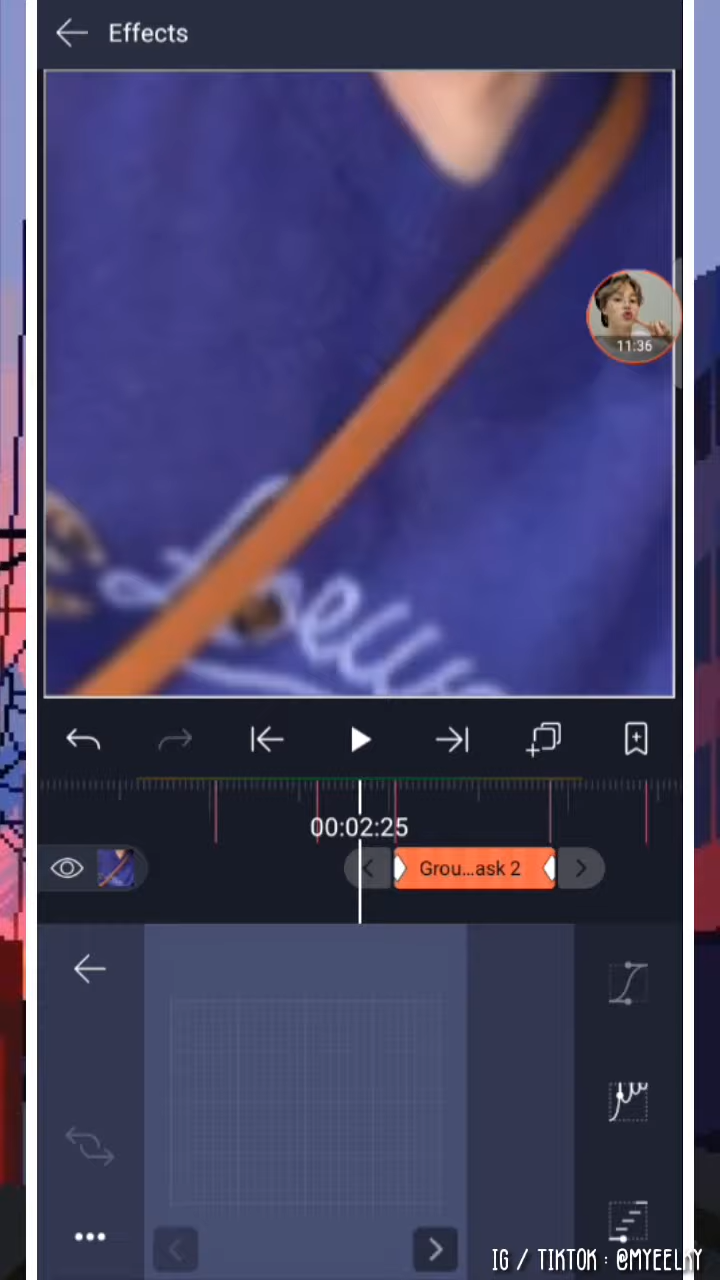 Effects
11:36
00:02:25
Grou...ask 2
IG / TIKTOK : @MYEELKY